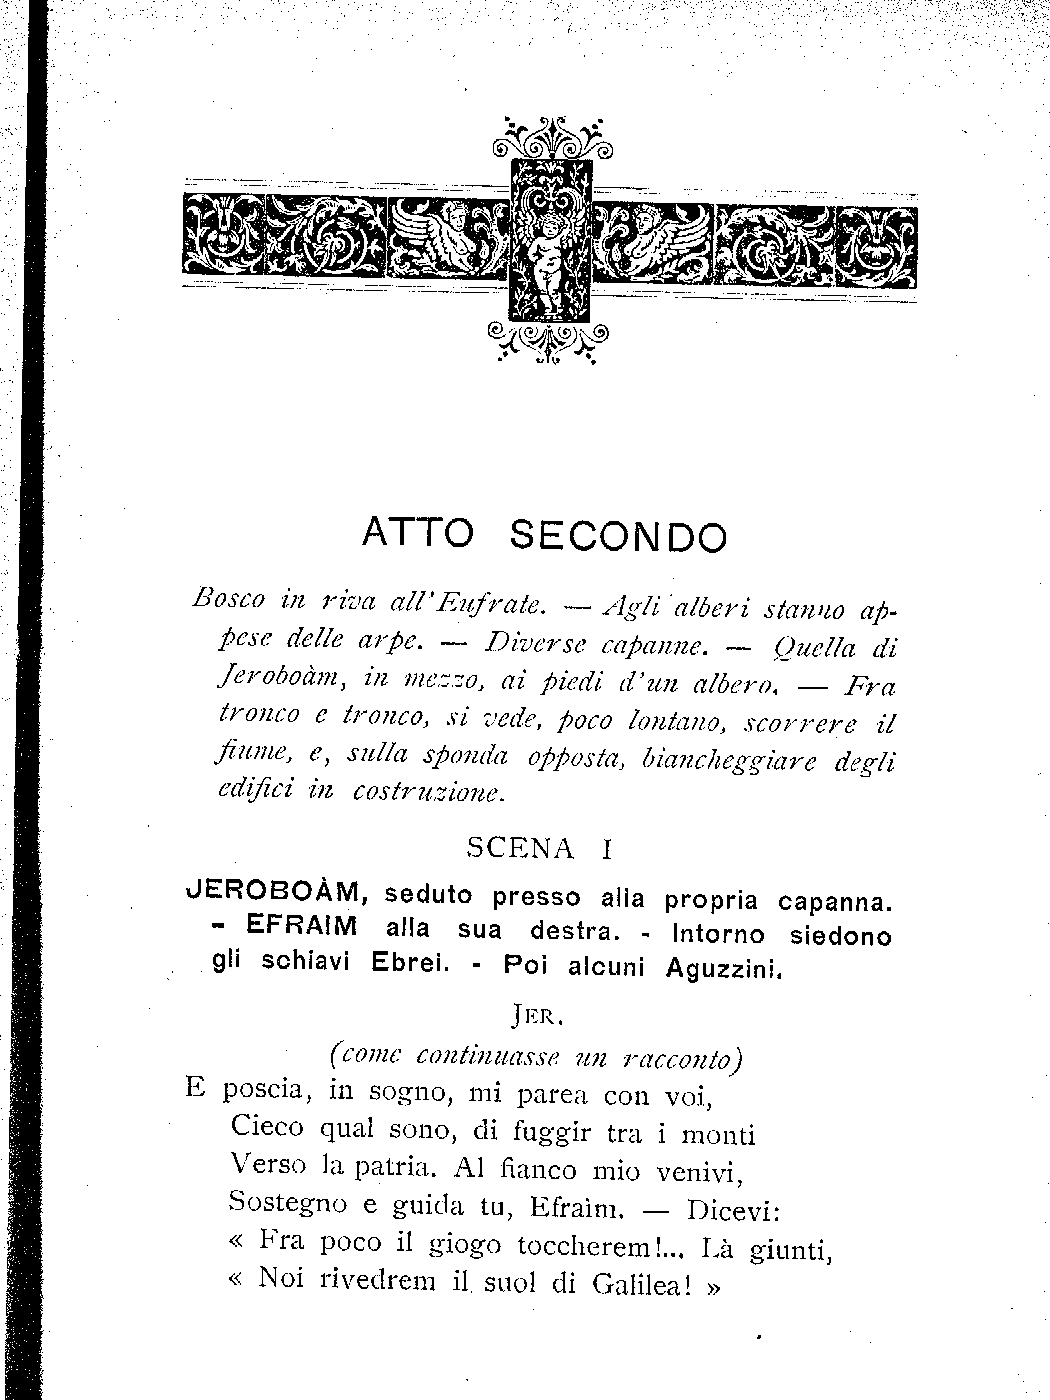 ATTO SECONDO
Bosco in riva all'Eufrate. — Agli alberi stanno ap-
pese delle arpe. — Diverse capanne. — Quella di
Jeroboàm, in mezzo, ai piedi d'un albero. — Fra
tronco e tronco, si vede, poco lontano, scorrere il
fiume, e, sulla sponda opposta, biancheggiare degli
edifici in costruzione.
SCENA I
JEROBOÀM, seduto presso alla propria capanna.
- EFRAIM alla sua destra. - Intorno siedono
gli schiavi Ebrei. - Poi alcuni Aguzzini.
JER.
(come continuasse un racconto)
E poscia, in sogno, mi parea con voi,
Cieco qual sono, di fuggir tra i monti
Verso la patria. Al fianco mio venivi,
Sostegno e guida tu, Efraim. — Dicevi:
« Fra poco il giogo toccherem!... Là giunti,
« Noi rivedrem il suol di Galilea! »